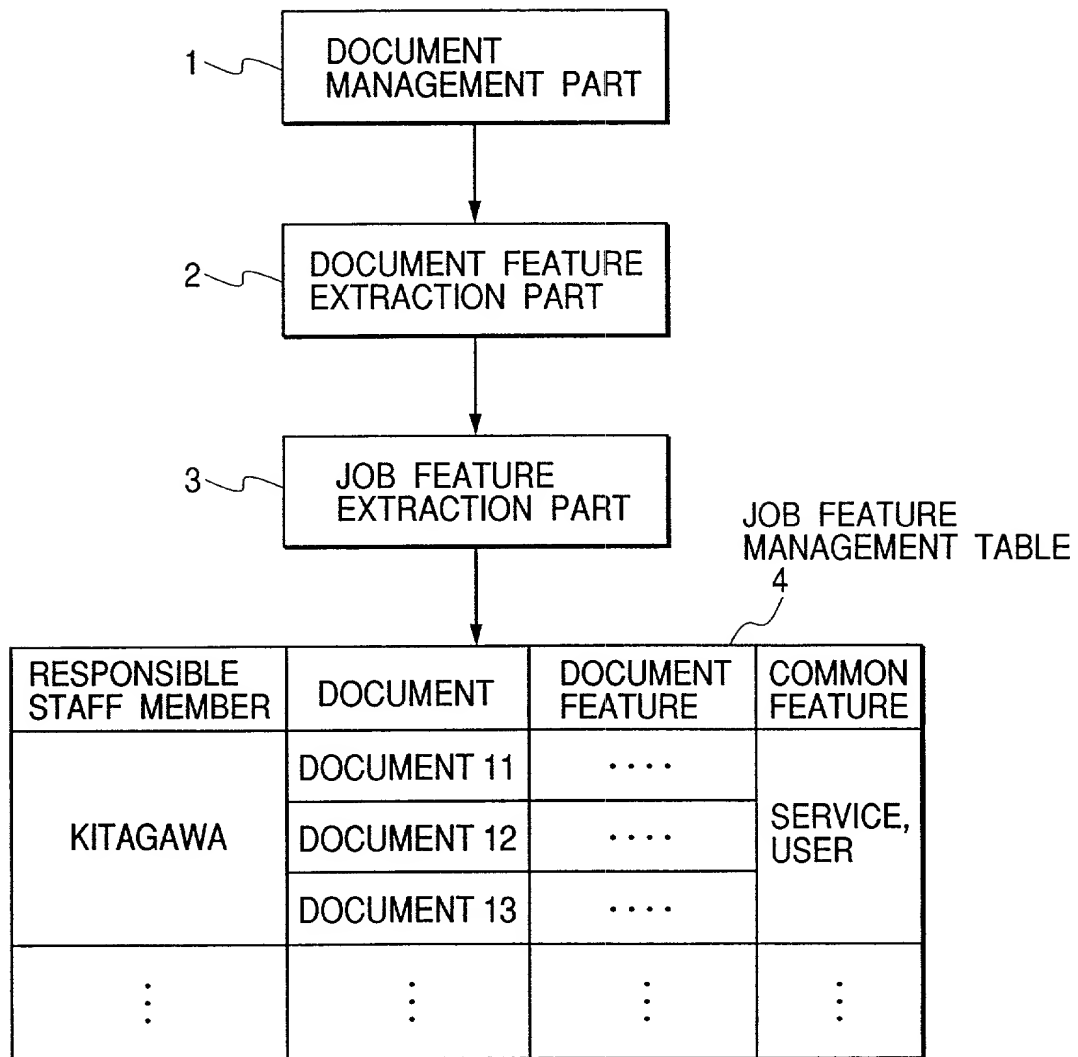 1
DOCUMENT
MANAGEMENT PART
2
DOCUMENT FEATURE
EXTRACTION PART
3
JOB FEATURE
EXTRACTION PART
JOB FEATURE
MANAGEMENT TABLE
4
RESPONSIBLE
STAFF MEMBER
DOCUMENT
DOCUMENT
FEATURE
COMMON
FEATURE
KITAGAWA
DOCUMENT 11
....
DOCUMENT 12
....
DOCUMENT 13
....
SERVICE,
USER